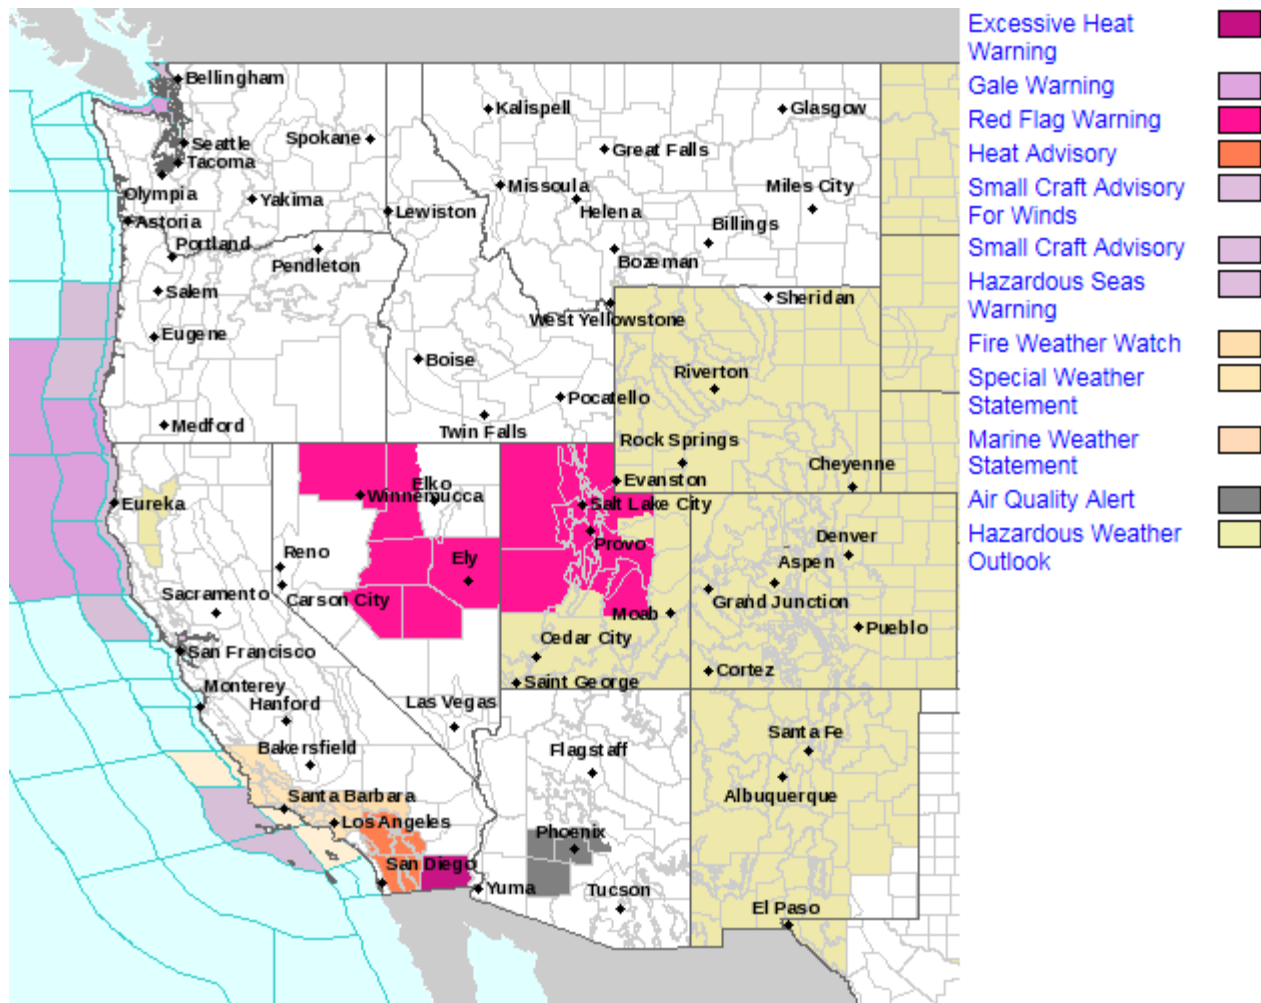 Bellingham
Kalispell
Glasgow
Spokane
Seattle
Great Falls
Tacoma
Missoula
Miles City
Olympia
Yakima
Helena
Lewiston
Astoria
Billings
Portland
Pendleton
Bozeman
Salem
Sheridan
West Yellowstone
Eugene
Boise
Riverton
Pocatello
Medford
Twin Falls
Rock Springs
Cheyenne
Elko
Evanston
Winnemucca
Eureka
Salt Lake City
Denver
Provo
Reno
Ely
Aspen
Sacramento
Carson City
Grand Junction
Moab
Pueblo
Cedar City
San Francisco
Cortez
Saint George
Monterey
Hanford
Las Vegas
Santa Fe
Bakersfield
Flagstaff
Santa Barbara
Albuquerque
Los Angeles
Phoenix
San Diego
Yuma
Tucson
El Paso
Excessive Heat
Warning
Gale Warning
Red Flag Warning
Heat Advisory
Small Craft Advisory
For Winds
Small Craft Advisory
Hazardous Seas
Warning
Fire Weather Watch
Special Weather
Statement
Marine Weather
Statement
Air Quality Alert
Hazardous Weather
Outlook